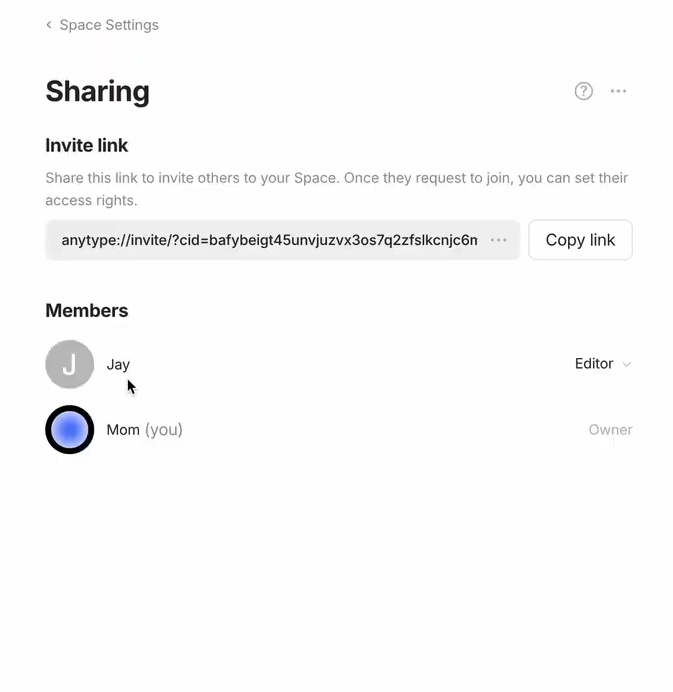 Space Settings
Sharing
Invite link
Share this link to invite others to your Space. Once they request to join, you can set their
access rights.
anytype://invite/?cid=bafybeigt45unvjuzvx3os7q2zfslkcnjc6m
Copy link
Members
J Jay Editor
Mom (you) Owner